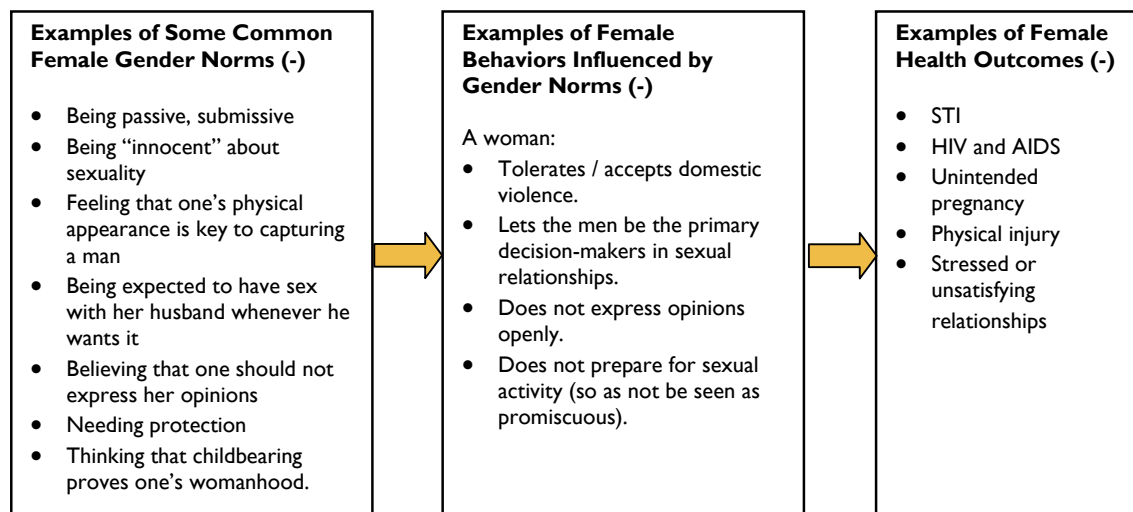 Examples of Some Common
Female Gender Norms (-)
• Being passive, submissive
• Being “innocent” about
sexuality
• Feeling that one’s physical
appearance is key to capturing
a man
• Being expected to have sex
with her husband whenever he
wants it
• Believing that one should not
express her opinions
• Needing protection
• Thinking that childbearing
proves one’s womanhood.
Examples of Female
Behaviors Influenced by
Gender Norms (-)
A woman:
• Tolerates / accepts domestic
violence.
• Lets the men be the primary
decision-makers in sexual
relationships.
• Does not express opinions
openly.
• Does not prepare for sexual
activity (so as not be seen as
promiscuous).
Examples of Female
Health Outcomes (-)
• STI
• HIV and AIDS
• Unintended
pregnancy
• Physical injury
• Stressed or
unsatisfying
relationships